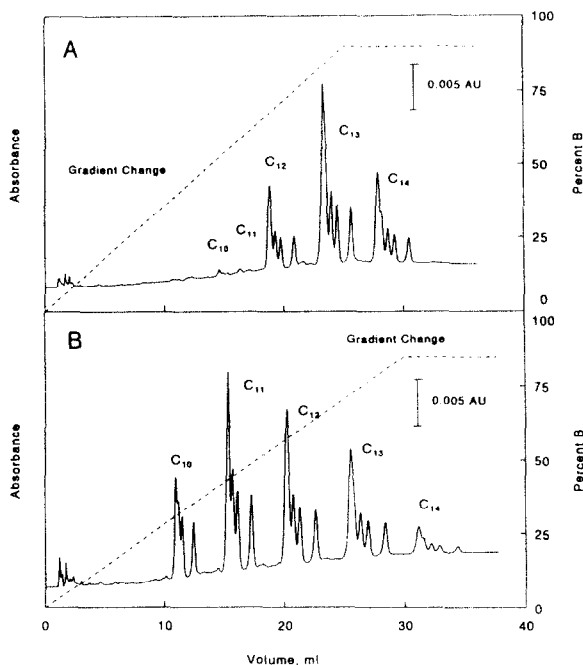 A
100
75
50
25
0
Absorbance
Percent B
Gradient Change
0.005 AU
C10
C11
C12
C13
C14
B
100
75
50
25
0
Absorbance
Percent B
Gradient Change
0.005 AU
C10
C11
C12
C13
C14
0
10
20
30
40
Volume, ml